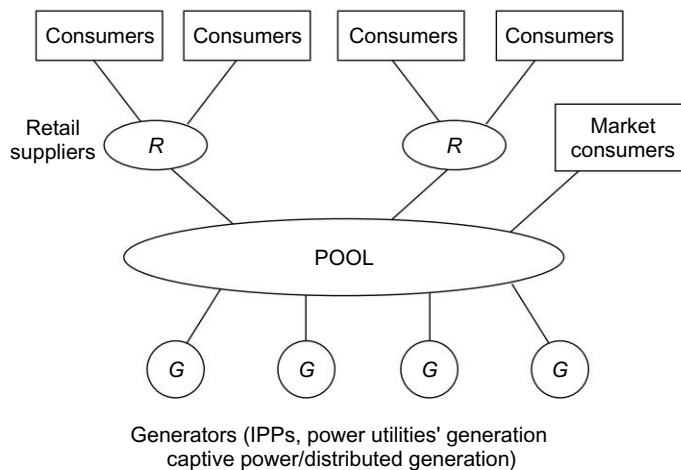 Consumers
Consumers
Consumers
Consumers
Retail
suppliers
R
R
Market
consumers
POOL
G
G
G
G
Generators (IPPs, power utilities' generation
captive power/distributed generation)